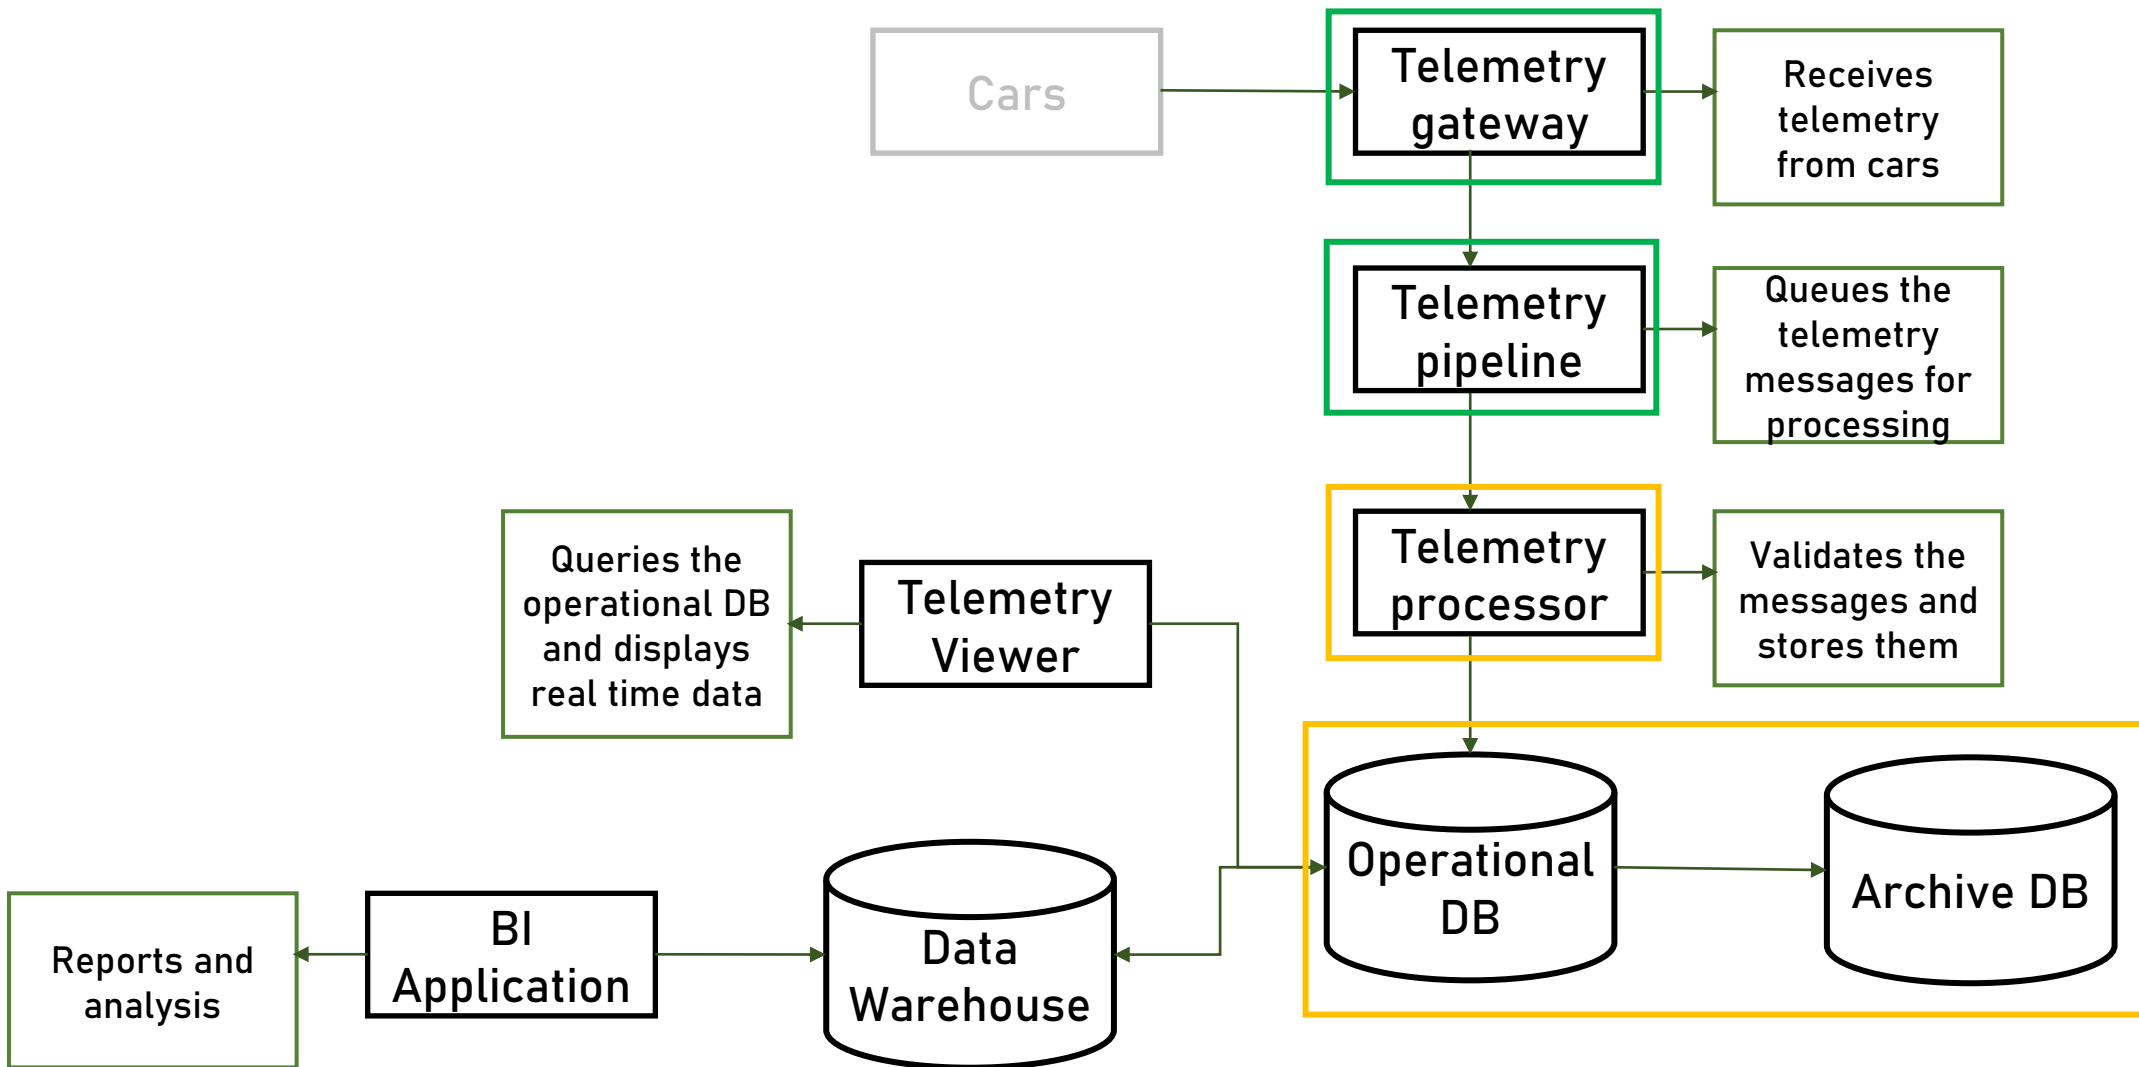 Cars
Telemetry
gateway
Receives
telemetry
from cars
Telemetry
pipeline
Queues the
telemetry
messages for
processing
Telemetry
processor
Validates the
messages and
stores them
Queries the
operational DB
and displays
real time data
Telemetry
Viewer
Operational
DB
Archive DB
Reports and
analysis
BI
Application
Data
Warehouse